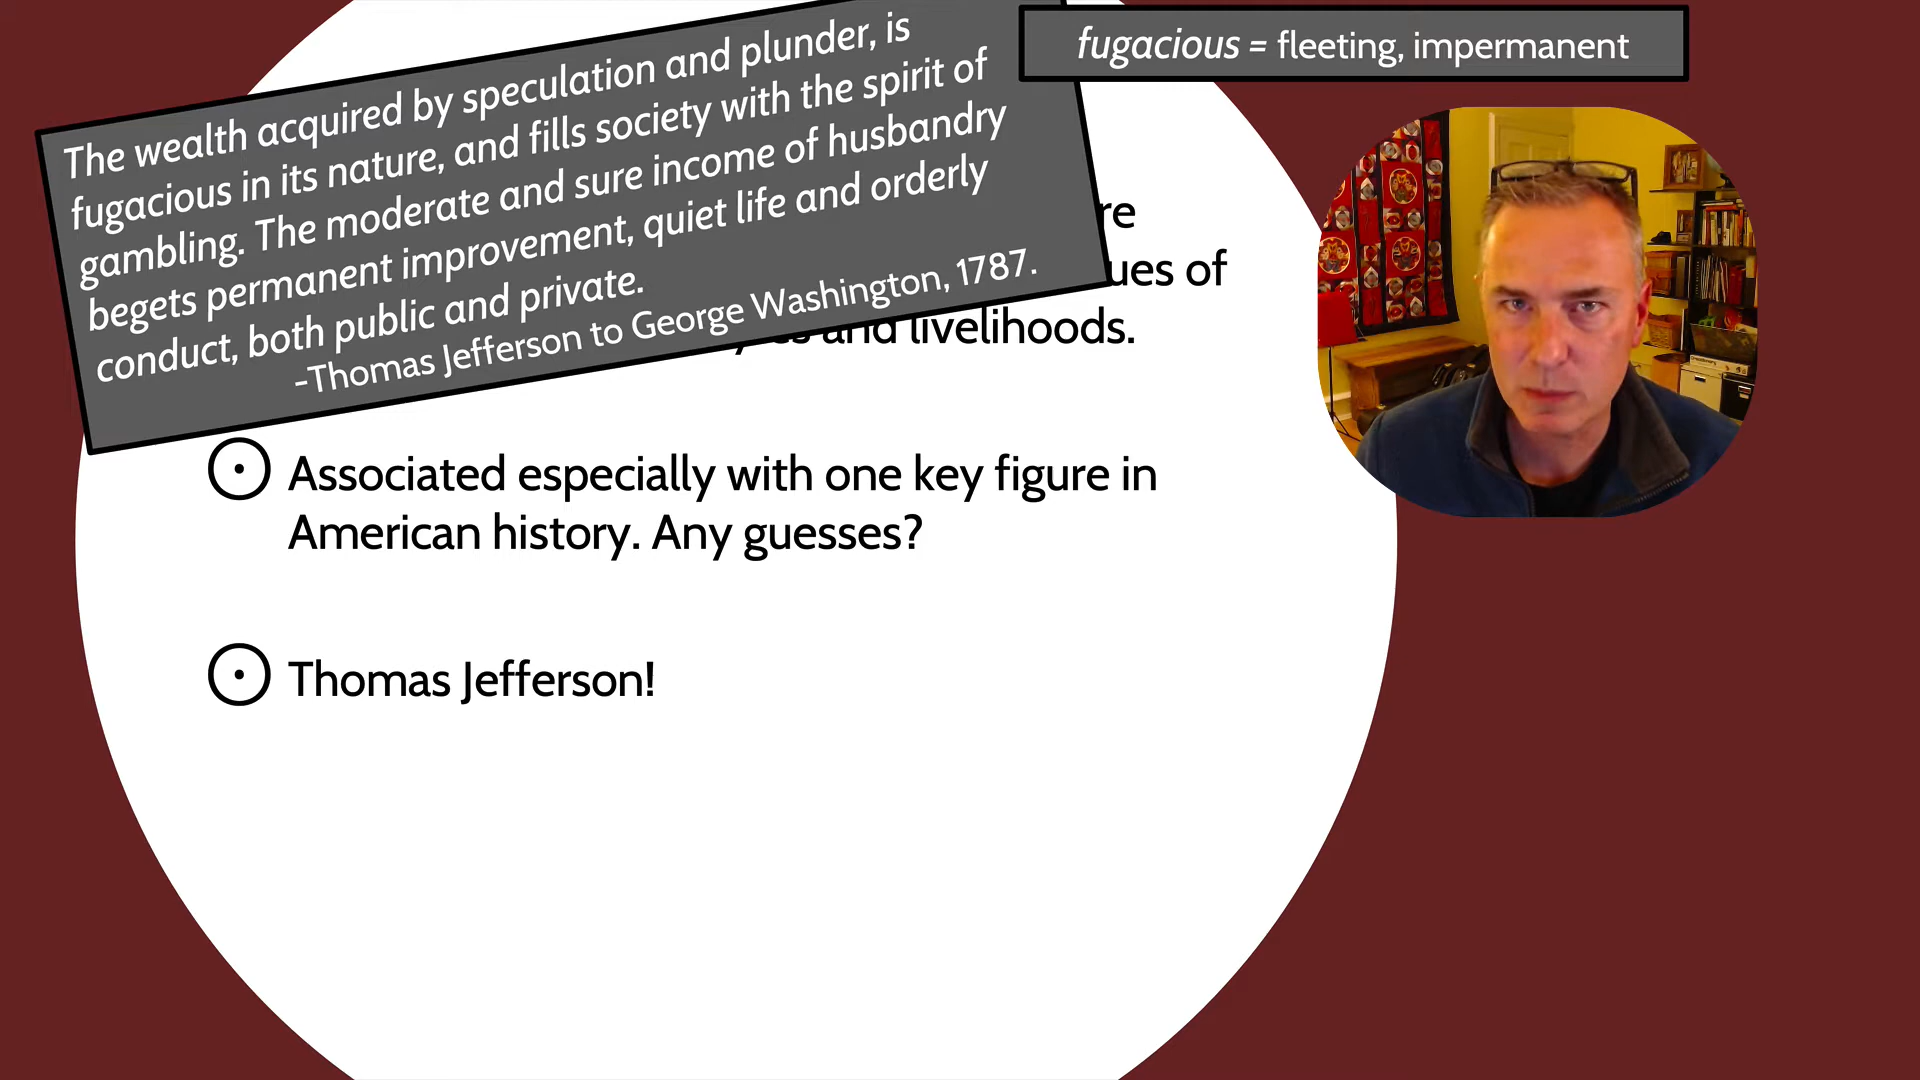 The wealth acquired by speculation and plunder, is
fugacious in its nature, and fills society with the spirit of
gambling. The moderate and sure income of husbandry
begets permanent improvement, quiet life and orderly
conduct, both public and private.
-Thomas Jefferson to George Washington, 1787.
fugacious = fleeting, impermanent
and livelihoods.
Associated especially with one key figure in
American history. Any guesses?
Thomas Jefferson!